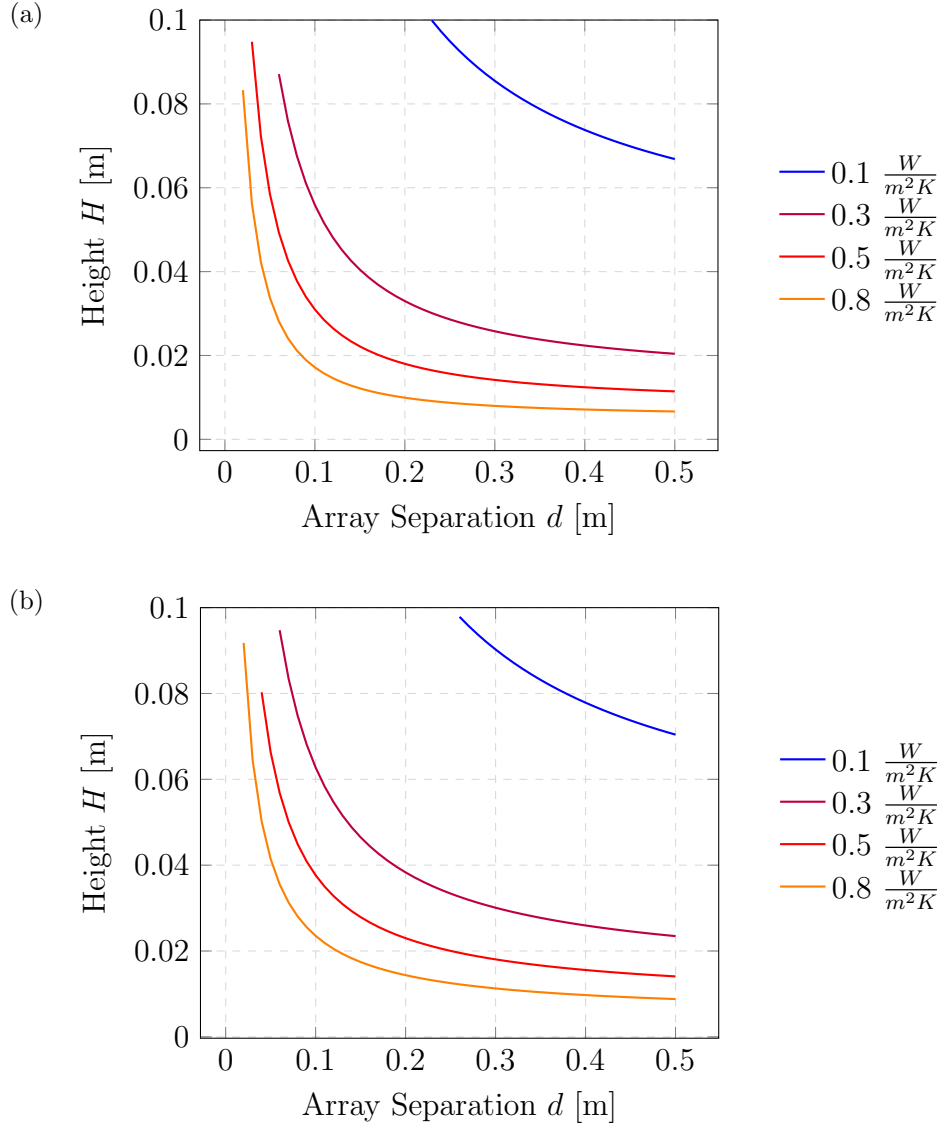 (a)
0.1
0.08
0.06
0.04
0.02
0
Height H [m]
0 0.1 0.2 0.3 0.4 0.5
Array Separation d [m]
0.1 W/m²K
0.3 W/m²K
0.5 W/m²K
0.8 W/m²K
(b)
0.1
0.08
0.06
0.04
0.02
0
Height H [m]
0 0.1 0.2 0.3 0.4 0.5
Array Separation d [m]
0.1 W/m²K
0.3 W/m²K
0.5 W/m²K
0.8 W/m²K